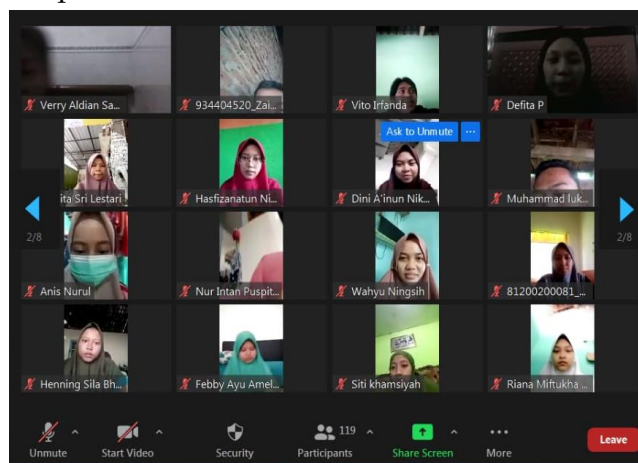 Verry Aldian Sa...
934404520_Zai...
Vito Irfanda
Defita P
Ask to Unmute ...
ita Sri Lestari
Hasfizanatun Ni...
Dini A'inun Nik...
Muhammad luk...
2/8
2/8
Anis Nurul
Nur Intan Puspit...
Wahyu Ningsih
81200200081_...
Henning Sila Bh...
Febby Ayu Amel...
Siti khamsiyah
Riana Miftukha ...
119
Unmute
Start Video
Security
Participants
Share Screen
More
Leave